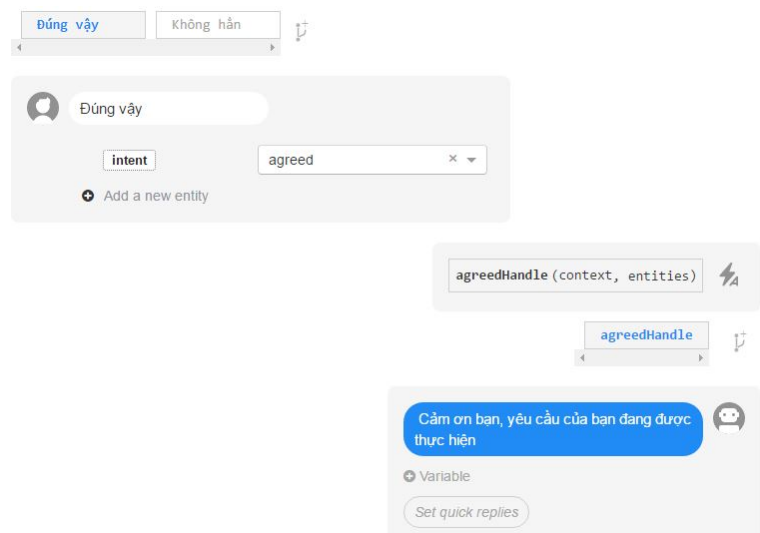 Đúng vậy Không hẳn
Đúng vậy
intent agreed
Add a new entity
agreedHandle(context, entities)
agreedHandle
Cảm ơn bạn, yêu cầu của bạn đang được
thực hiện
Variable
Set quick replies